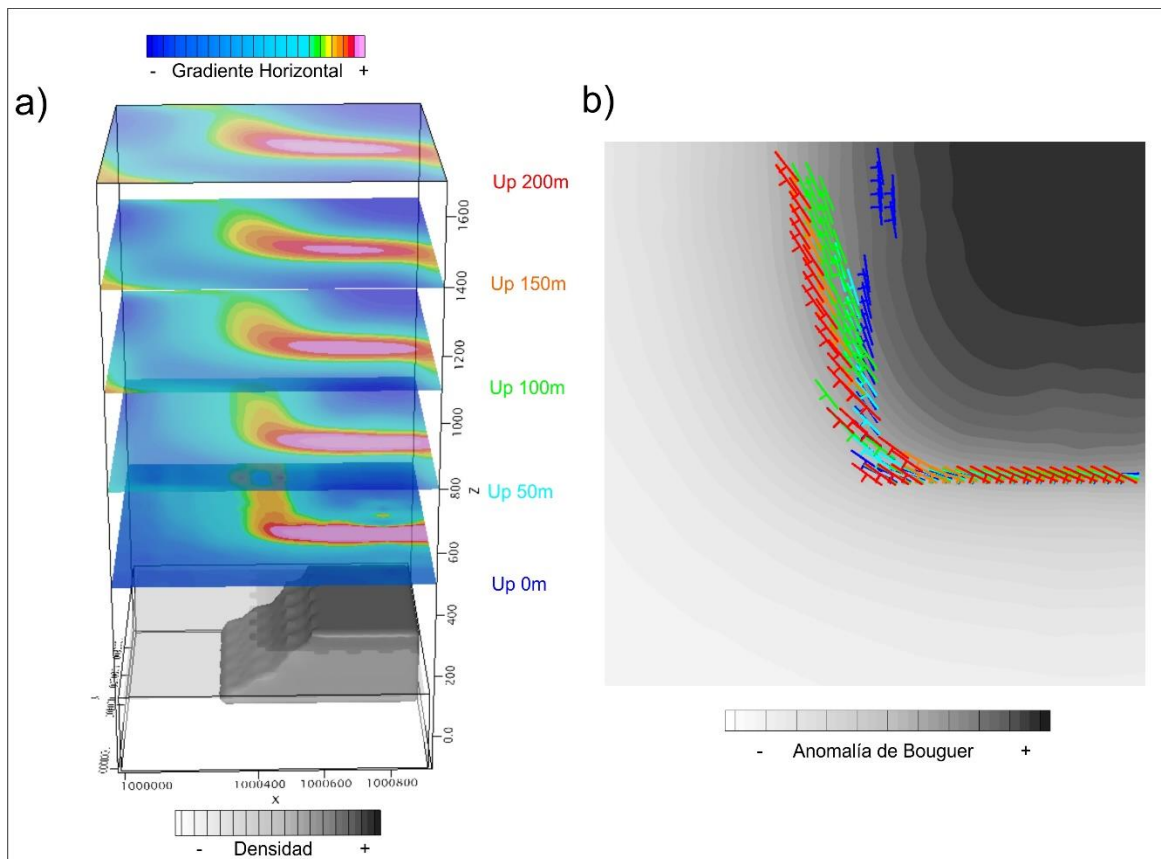 - Gradiente Horizontal +
a)
b)
Up 200m
1600
Up 150m
1400
1200
Up 100m
1000
800
Z
Up 50m
600
Up 0m
400
200
0.0
1000000
1000400
1000600
1000800
X
- Densidad +
- Anomalía de Bouguer +